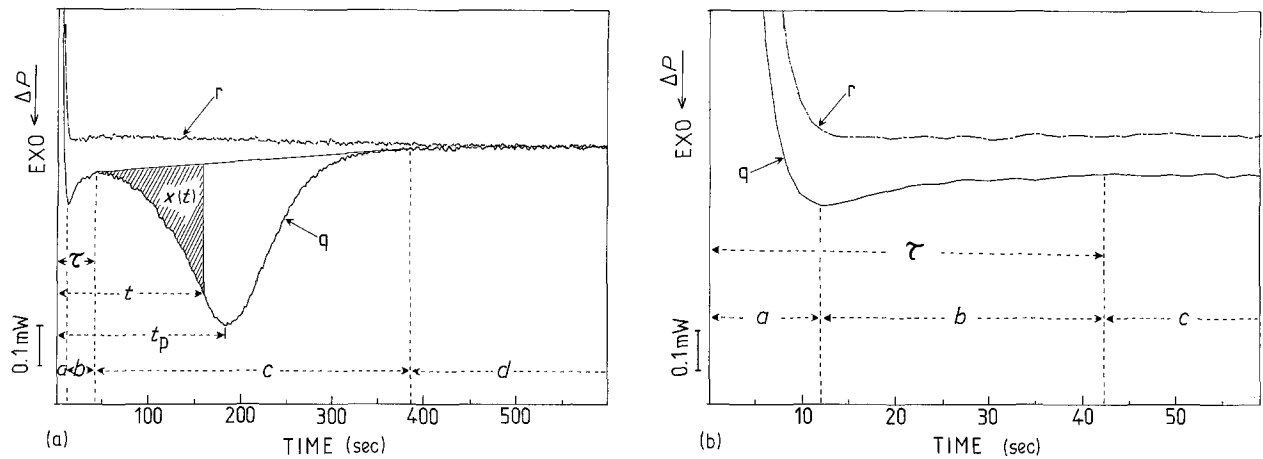 EXO ΔP
0.1 mW
r
x(t)
q
τ
t
tp
a b c d
100 200 300 400 500
(a) TIME (sec)
EXO ΔP
0.1 mW
r
q
τ
a b c
10 20 30 40 50
(b) TIME (sec)